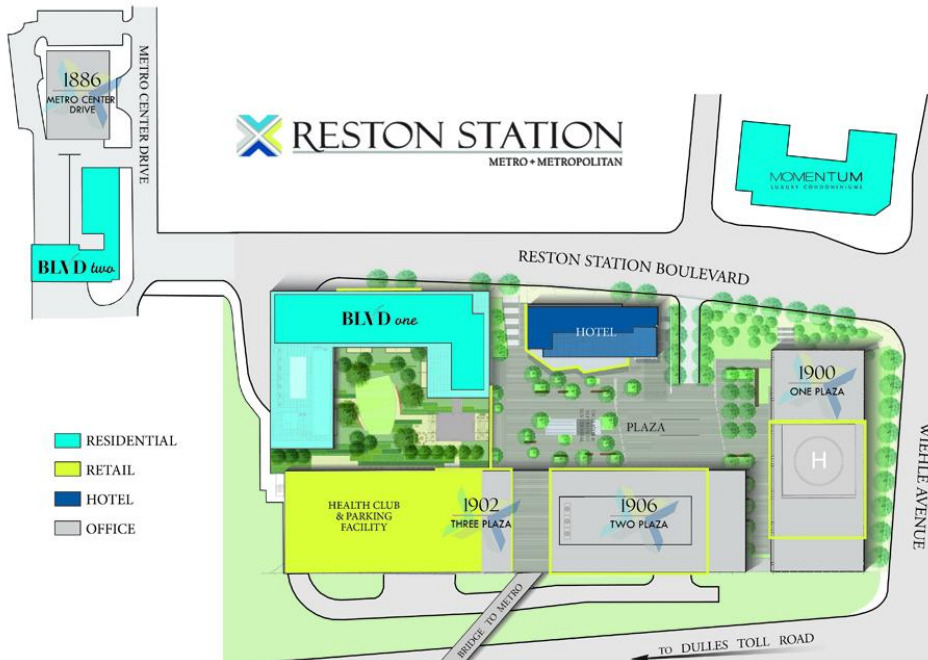 1886
METRO CENTER
DRIVE
METRO CENTER DRIVE
RESTON STATION
METRO + METROPOLITAN
MOMENTUM
LUXURY CONDOMINIUMS
BLVD two
RESTON STATION BOULEVARD
BLVD one
HOTEL
1900
ONE PLAZA
PLAZA
H
WIEHLE AVENUE
RESIDENTIAL
RETAIL
HOTEL
OFFICE
HEALTH CLUB
& PARKING
FACILITY
1902
THREE PLAZA
1906
TWO PLAZA
BRIDGE TO METRO
TO DULLES TOLL ROAD